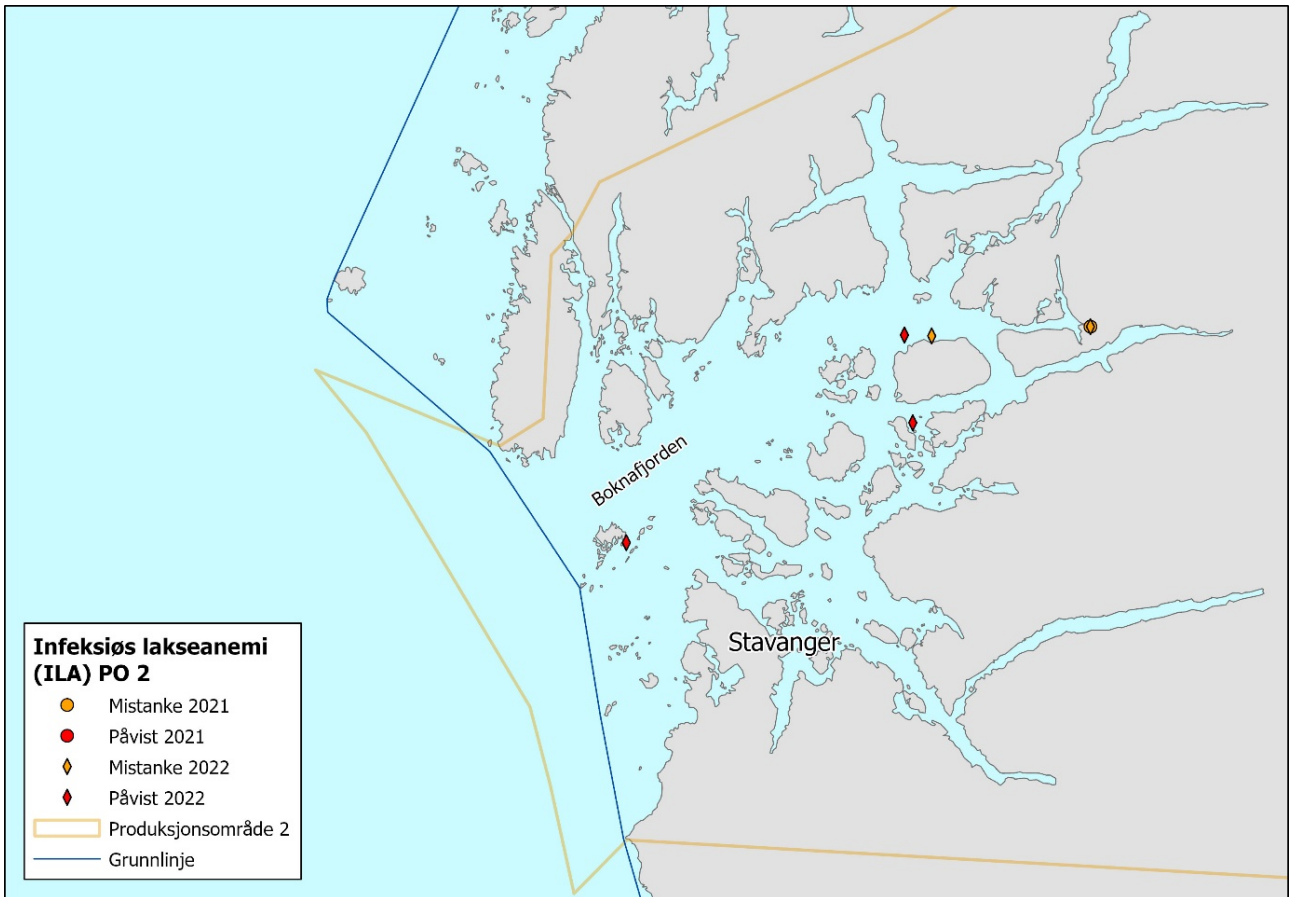 Boknafjorden
Stavanger
Infeksiøs lakseanemi
(ILA) PO 2
Mistanke 2021
Påvist 2021
Mistanke 2022
Påvist 2022
Produksjonsområde 2
Grunnlinje